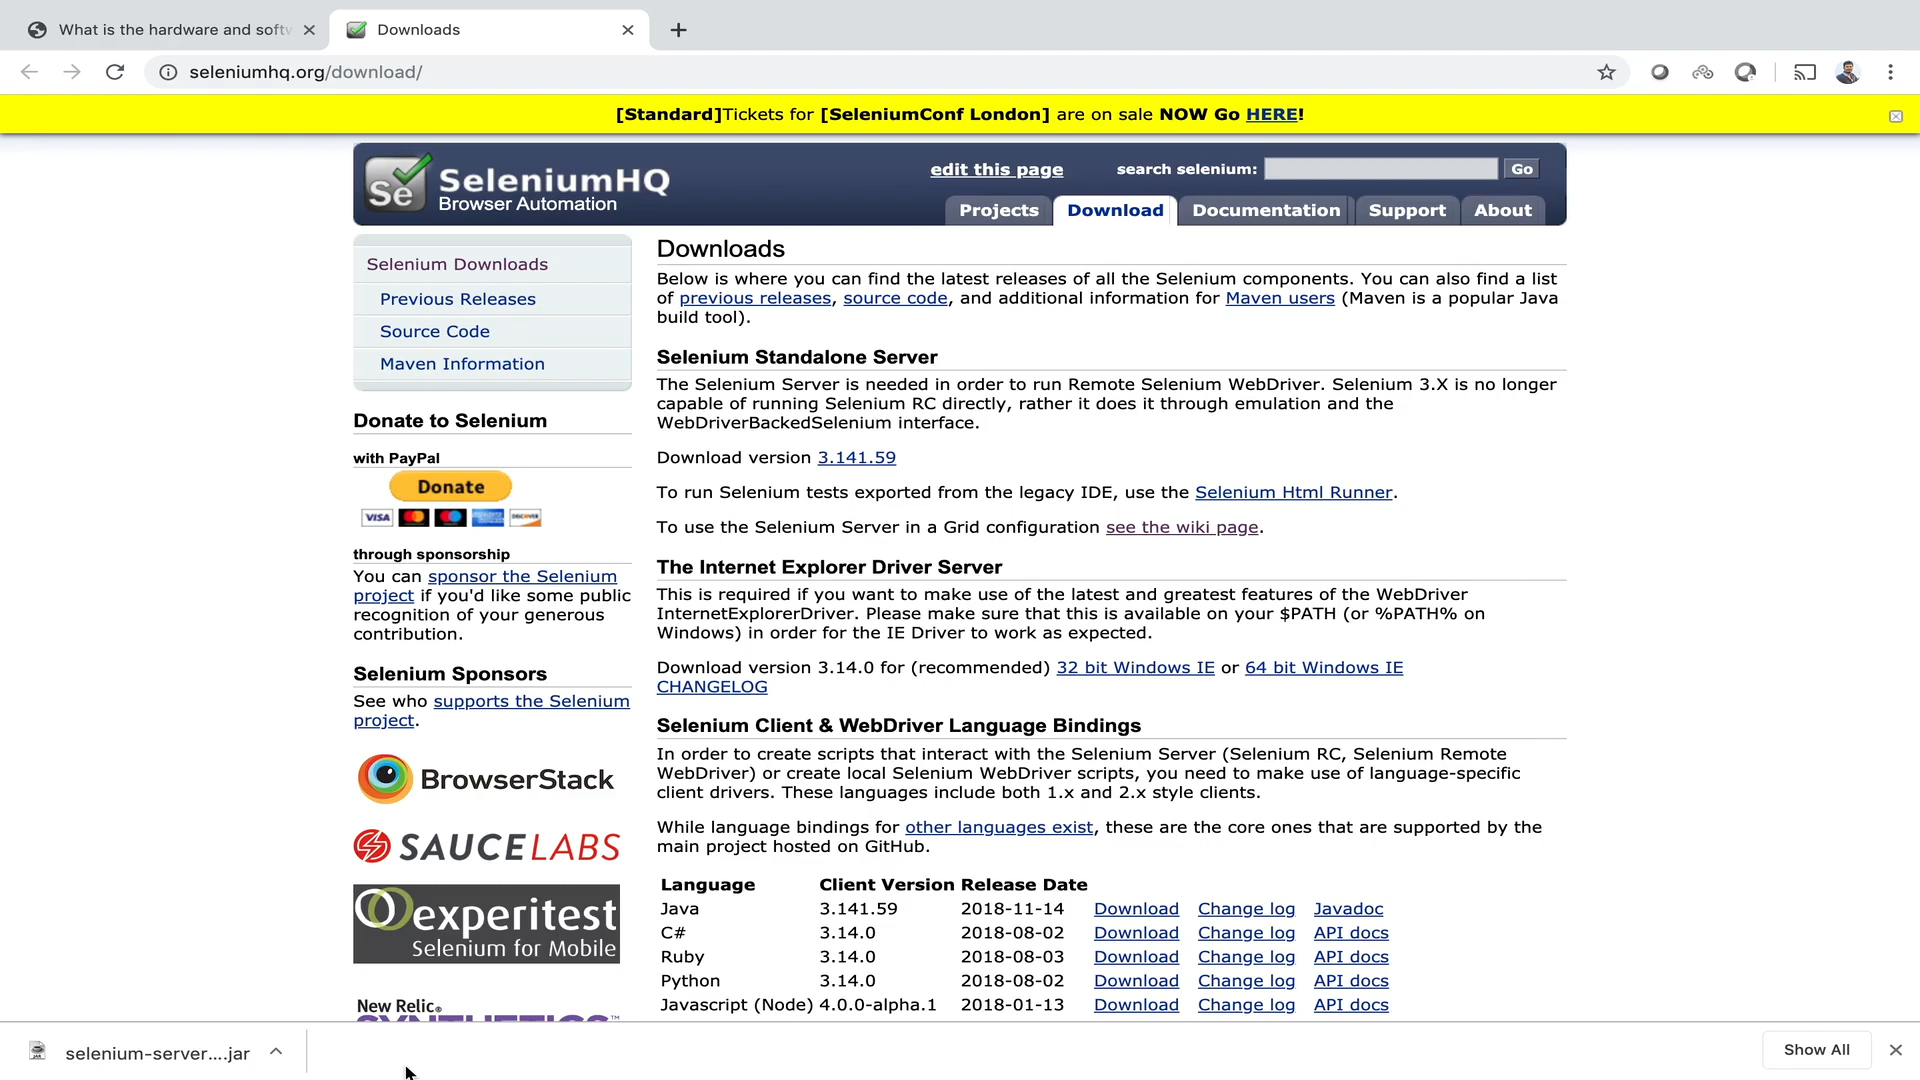 What is the hardware and softw
Downloads
seleniumhq.org/download/
[Standard]Tickets for [SeleniumConf London] are on sale NOW Go HERE!
Se
SeleniumHQ
Browser Automation
edit this page
search selenium:
Go
Projects
Download
Documentation
Support
About
Selenium Downloads
Previous Releases
Source Code
Maven Information
Donate to Selenium
with PayPal
Donate
VISA
DISCOVER
through sponsorship
You can sponsor the Selenium
project if you'd like some public
recognition of your generous
contribution.
Selenium Sponsors
See who supports the Selenium
project.
BrowserStack
SAUCELABS
experitest
Selenium for Mobile
New Relic®
SYNTHETICS™
Downloads
Below is where you can find the latest releases of all the Selenium components. You can also find a list
of previous releases, source code, and additional information for Maven users (Maven is a popular Java
build tool).
Selenium Standalone Server
The Selenium Server is needed in order to run Remote Selenium WebDriver. Selenium 3.X is no longer
capable of running Selenium RC directly, rather it does it through emulation and the
WebDriverBackedSelenium interface.
Download version 3.141.59
To run Selenium tests exported from the legacy IDE, use the Selenium Html Runner.
To use the Selenium Server in a Grid configuration see the wiki page.
The Internet Explorer Driver Server
This is required if you want to make use of the latest and greatest features of the WebDriver
InternetExplorerDriver. Please make sure that this is available on your $PATH (or %PATH% on
Windows) in order for the IE Driver to work as expected.
Download version 3.14.0 for (recommended) 32 bit Windows IE or 64 bit Windows IE
CHANGELOG
Selenium Client & WebDriver Language Bindings
In order to create scripts that interact with the Selenium Server (Selenium RC, Selenium Remote
WebDriver) or create local Selenium WebDriver scripts, you need to make use of language-specific
client drivers. These languages include both 1.x and 2.x style clients.
While language bindings for other languages exist, these are the core ones that are supported by the
main project hosted on GitHub.
Language Client Version Release Date
Java 3.141.59 2018-11-14 Download Change log Javadoc
C# 3.14.0 2018-08-02 Download Change log API docs
Ruby 3.14.0 2018-08-03 Download Change log API docs
Python 3.14.0 2018-08-02 Download Change log API docs
Javascript (Node) 4.0.0-alpha.1 2018-01-13 Download Change log API docs
selenium-server....jar
Show All